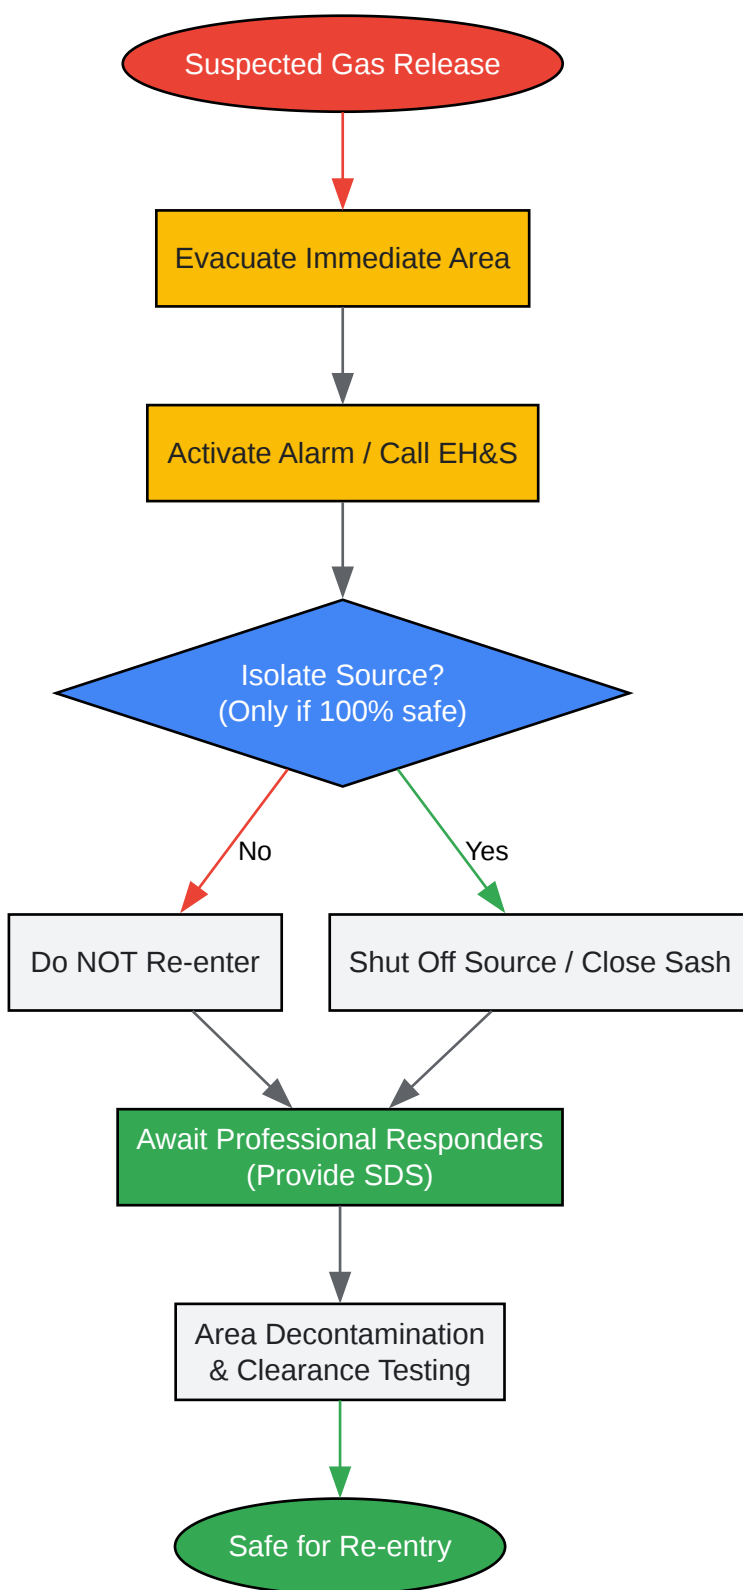 Suspected Gas Release
Evacuate Immediate Area
Activate Alarm / Call EH&S
Isolate Source?
(Only if 100% safe)
No
Yes
Do NOT Re-enter
Shut Off Source / Close Sash
Await Professional Responders
(Provide SDS)
Area Decontamination
& Clearance Testing
Safe for Re-entry